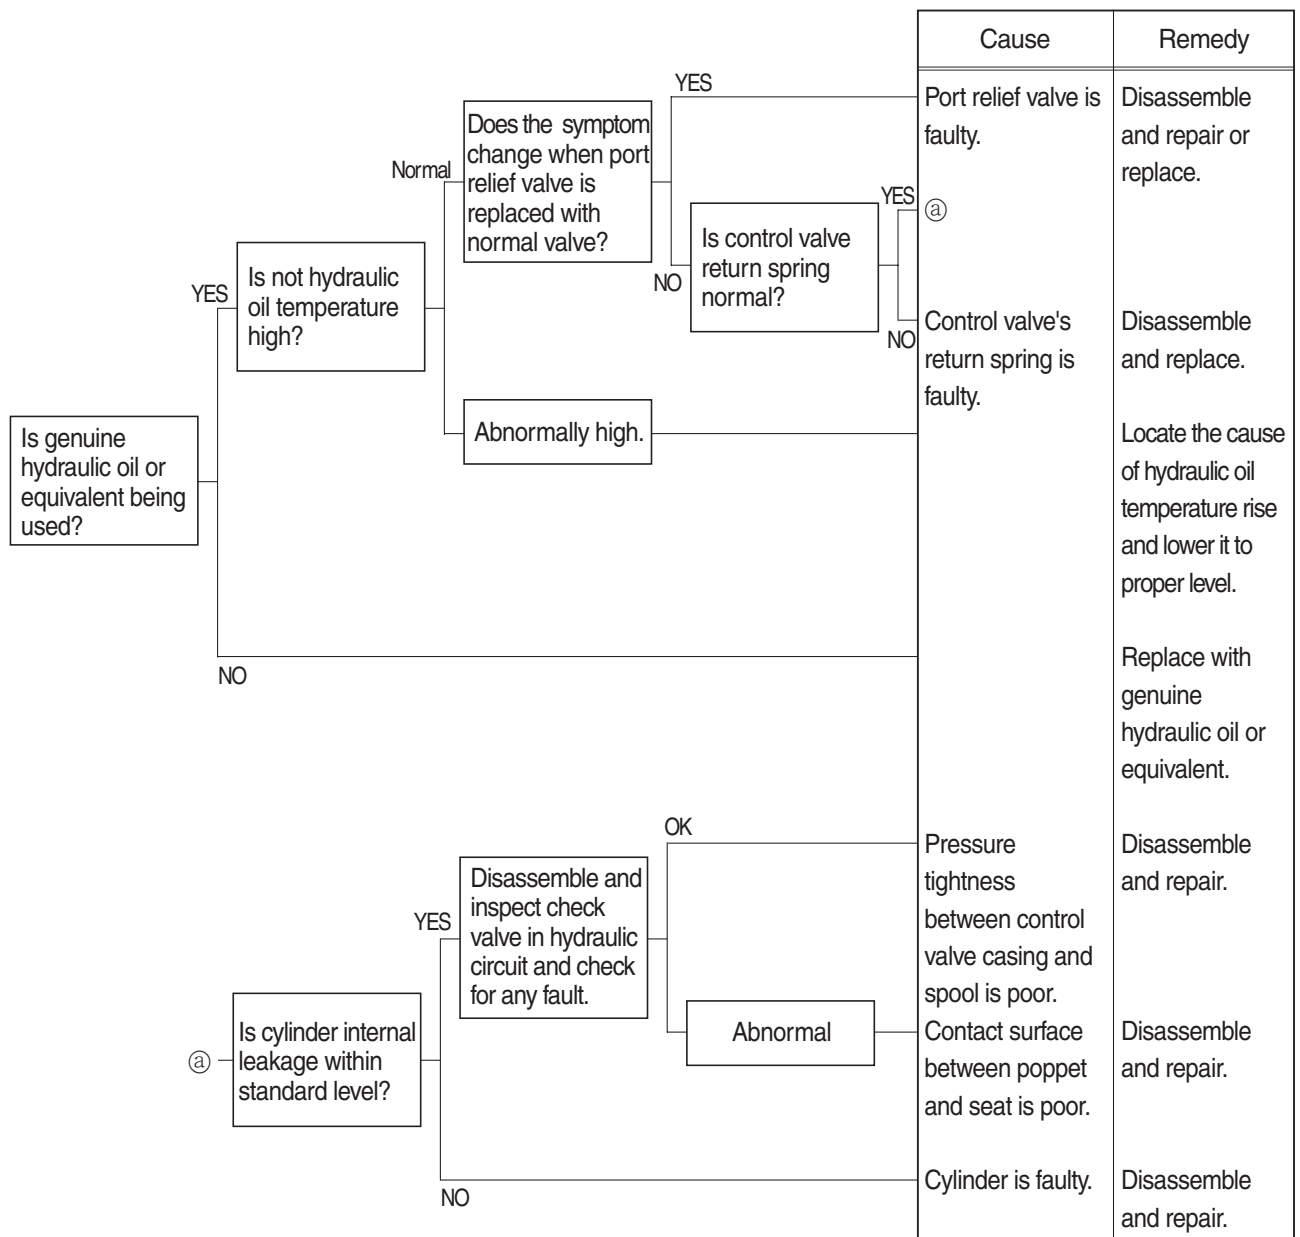 Cause
Remedy
YES
Port relief valve is
faulty.
Disassemble
and repair or
replace.
Does the symptom
change when port
relief valve is
replaced with
normal valve?
Normal
YES
ⓐ
Is control valve
return spring
normal?
NO
Is not hydraulic
oil temperature
high?
YES
NO
Control valve's
return spring is
faulty.
Disassemble
and replace.
Abnormally high.
Locate the cause
of hydraulic oil
temperature rise
and lower it to
proper level.
Is genuine
hydraulic oil or
equivalent being
used?
NO
Replace with
genuine
hydraulic oil or
equivalent.
OK
Pressure
tightness
between control
valve casing and
spool is poor.
Disassemble
and repair.
Disassemble and
inspect check
valve in hydraulic
circuit and check
for any fault.
YES
Abnormal
Contact surface
between poppet
and seat is poor.
Disassemble
and repair.
ⓐ
Is cylinder internal
leakage within
standard level?
NO
Cylinder is faulty.
Disassemble
and repair.